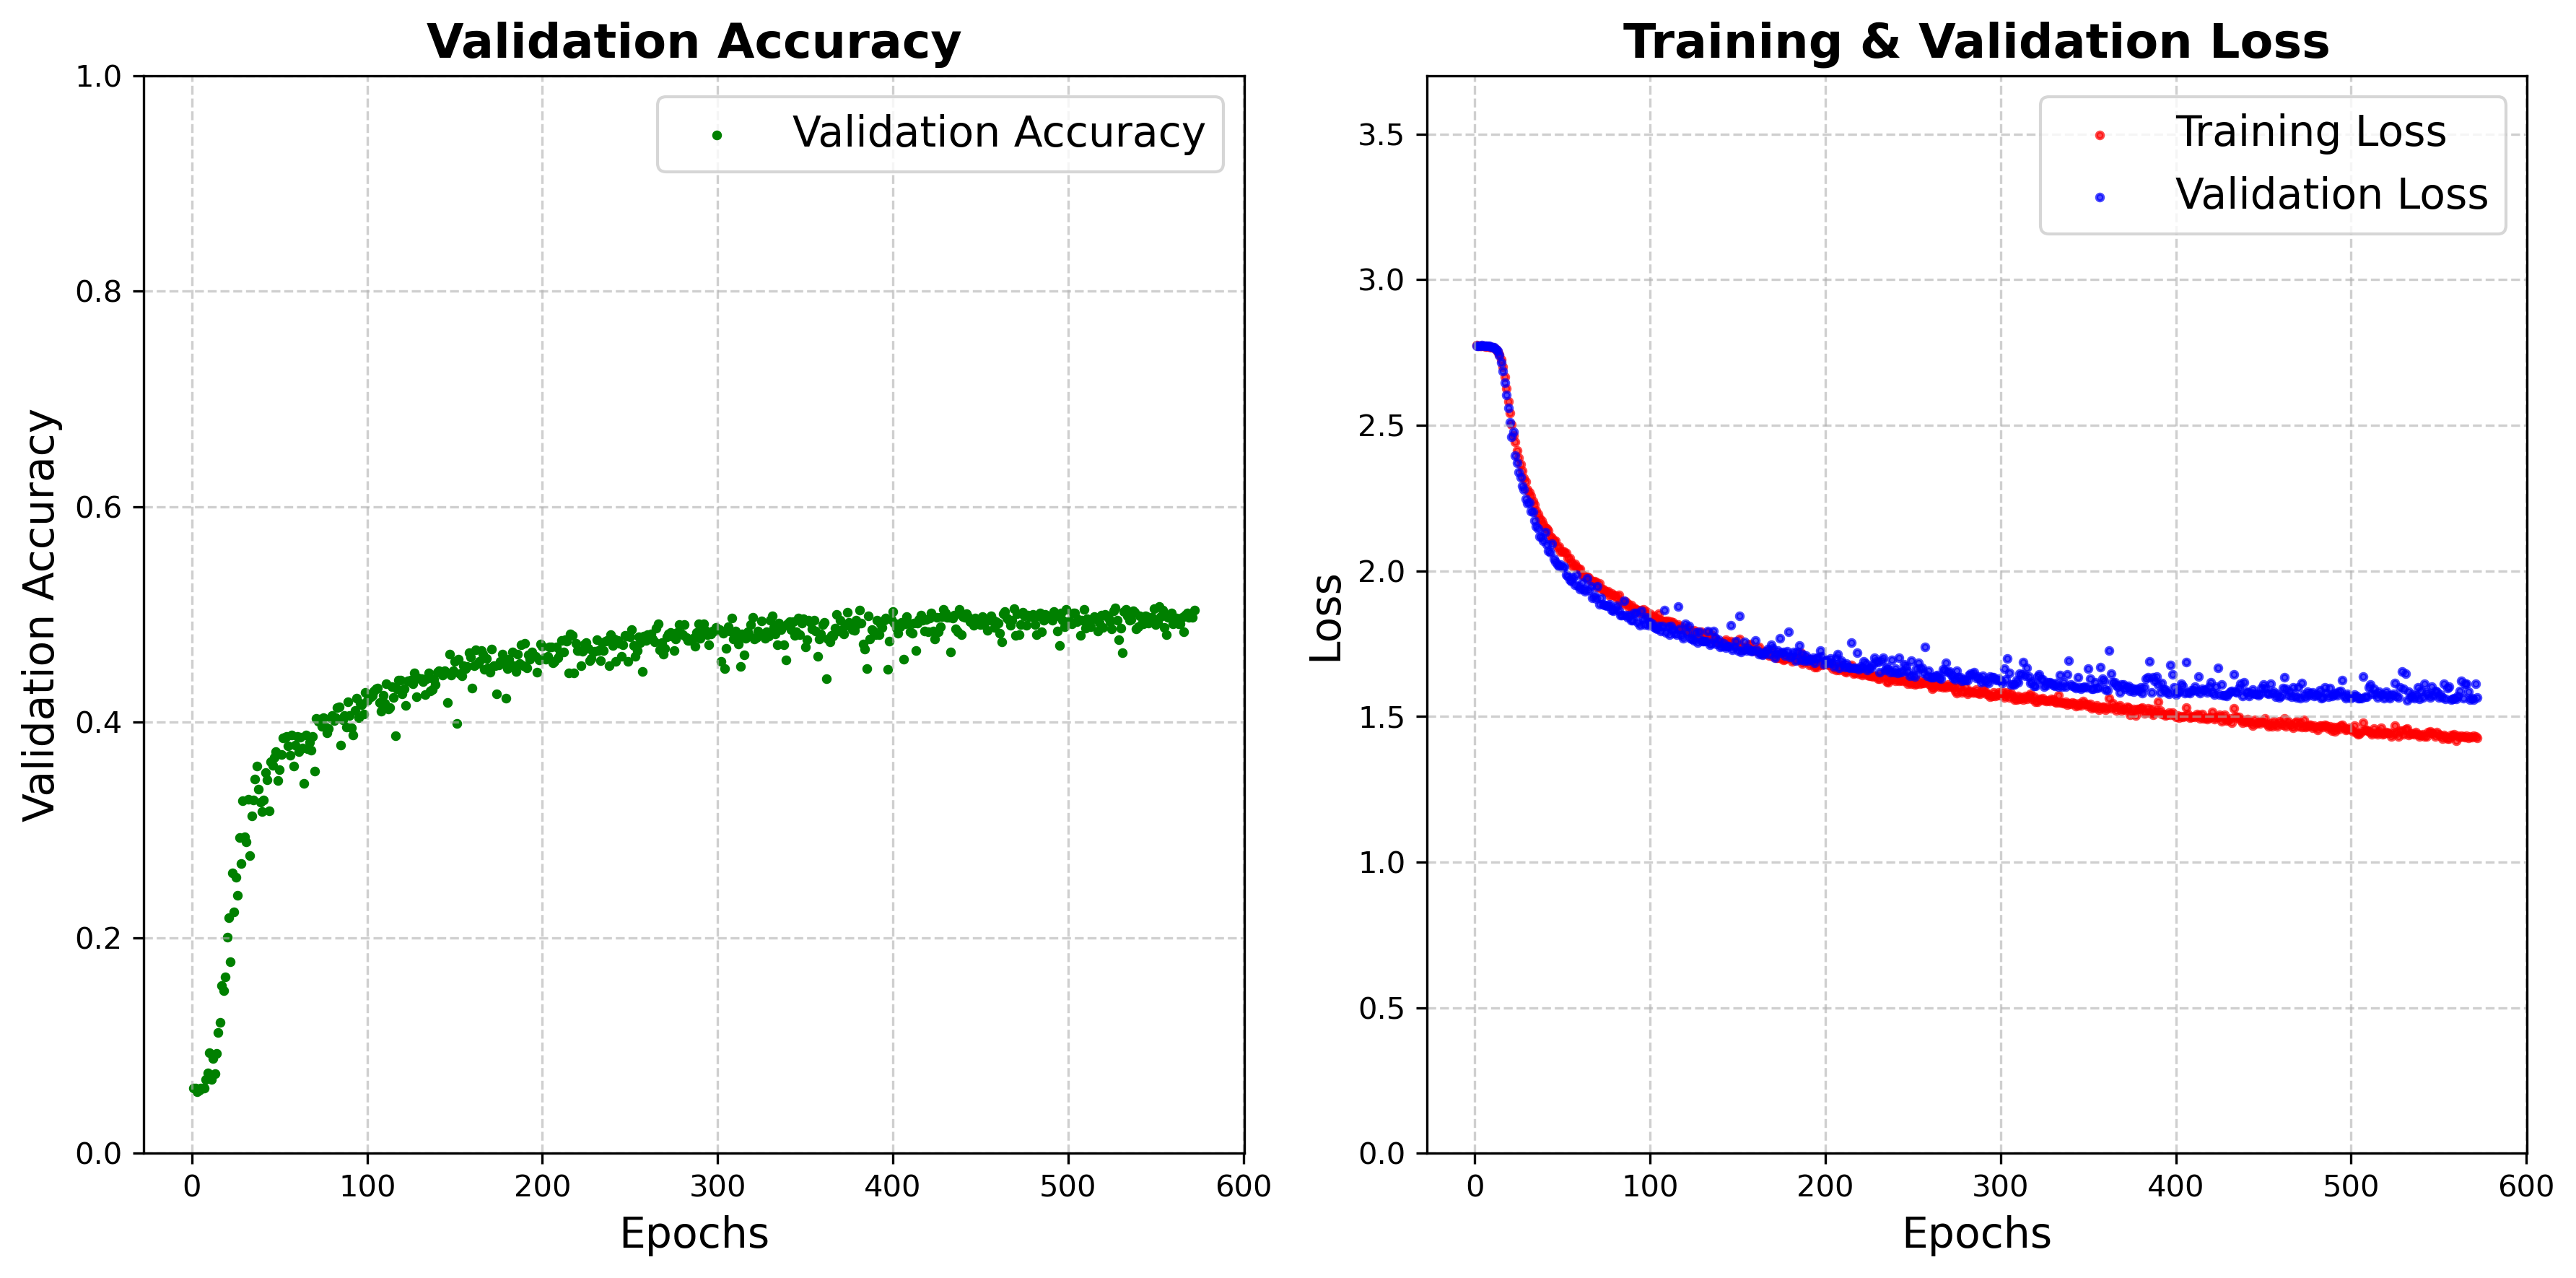 Validation Accuracy
Validation Accuracy
Validation Accuracy
1.0
0.8
0.6
0.4
0.2
0.0
0 100 200 300 400 500 600
Epochs
Training & Validation Loss
Training Loss
Validation Loss
Loss
3.5
3.0
2.5
2.0
1.5
1.0
0.5
0.0
0 100 200 300 400 500 600
Epochs